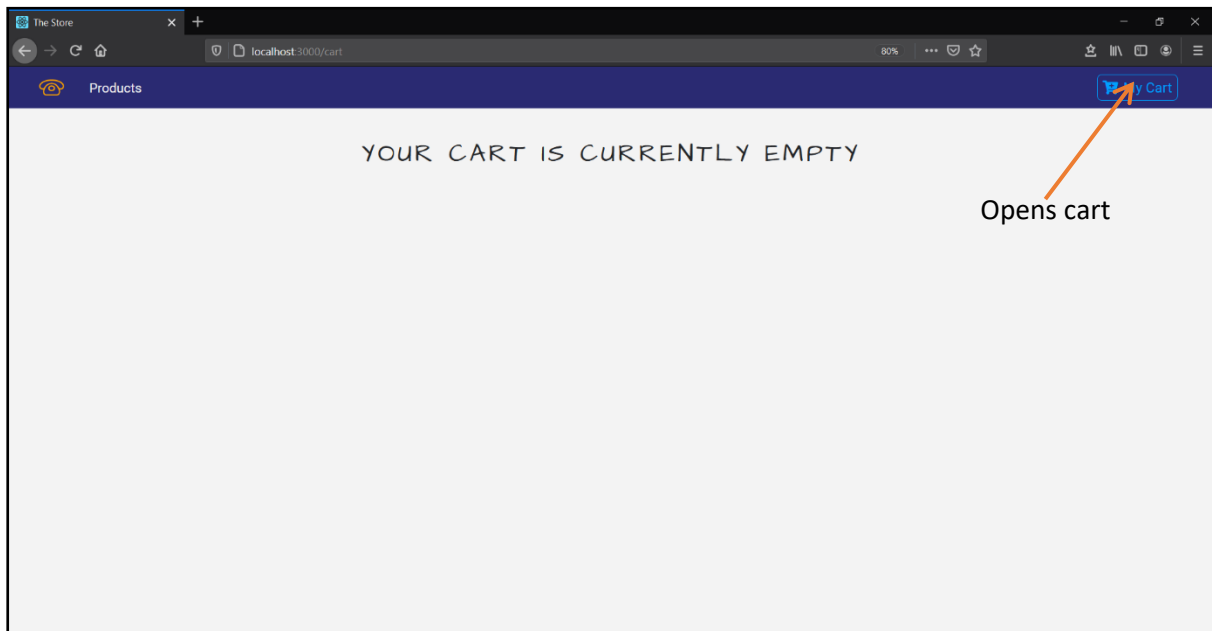 The Store
localhost:3000/cart
80%
Products
My Cart
YOUR CART IS CURRENTLY EMPTY
Opens cart